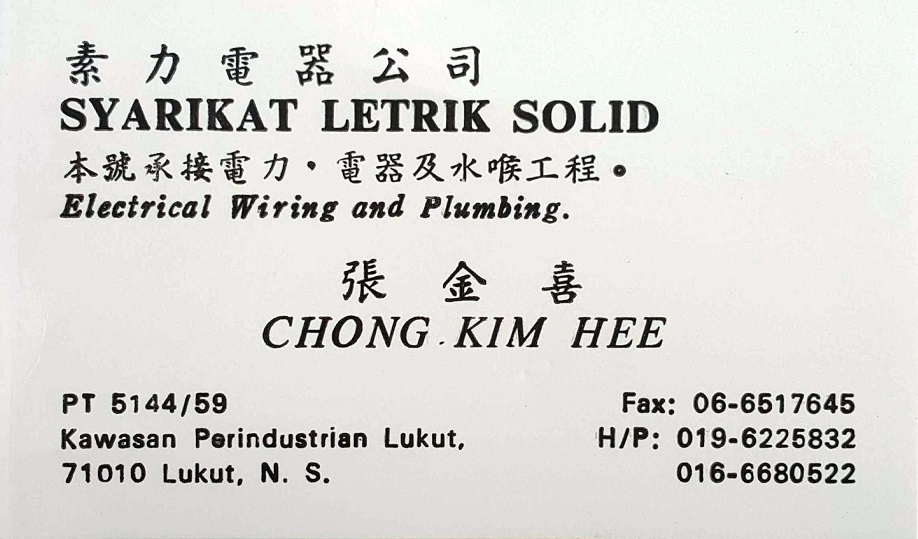 素力電器公司
SYARIKAT LETRIK SOLID
本號承接電力・電器及水喉工程。
Electrical Wiring and Plumbing.
張金喜
CHONG KIM HEE
PT 5144/59
Kawasan Perindustrian Lukut,
71010 Lukut, N. S.
Fax: 06-6517645
H/P: 019-6225832
016-6680522